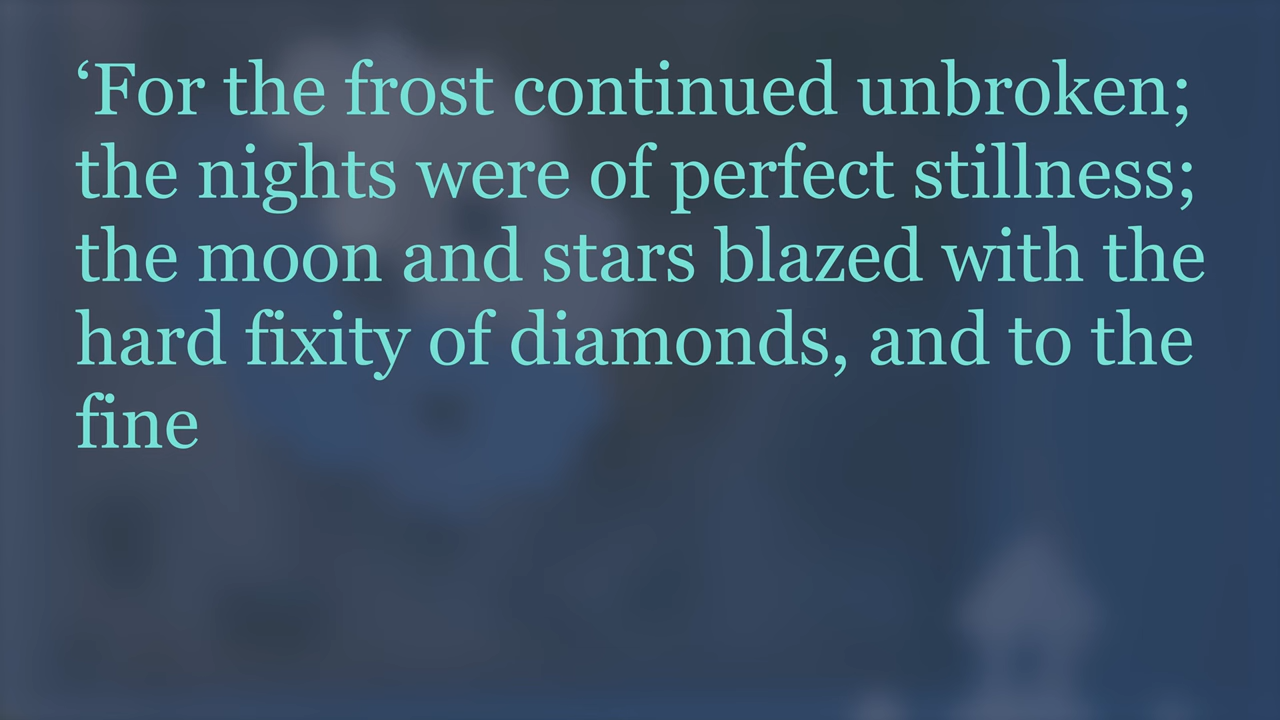 ‘For the frost continued unbroken;
the nights were of perfect stillness;
the moon and stars blazed with the
hard fixity of diamonds, and to the
fine